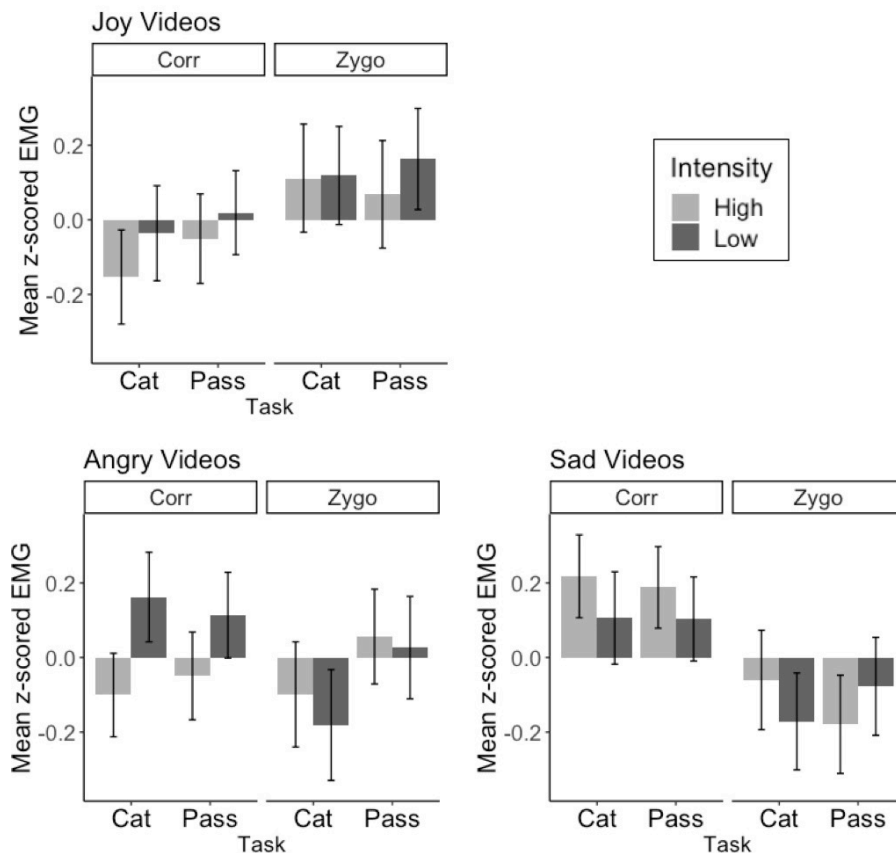 Joy Videos
Corr Zygo
Mean z-scored EMG
0.2
0.0
-0.2
Cat Pass Cat Pass
Task
Intensity
High
Low
Angry Videos
Corr Zygo
Mean z-scored EMG
0.2
0.0
-0.2
Cat Pass Cat Pass
Task
Sad Videos
Corr Zygo
Mean z-scored EMG
0.2
0.0
-0.2
Cat Pass Cat Pass
Task